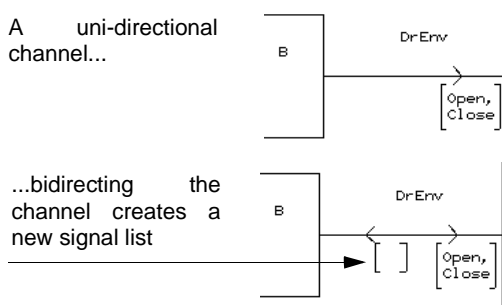 A uni-directional
channel...
B
DrEnv
[Open,
Close]
...bidirecting the
channel creates a
new signal list
B
DrEnv
[ ]
[Open,
Close]